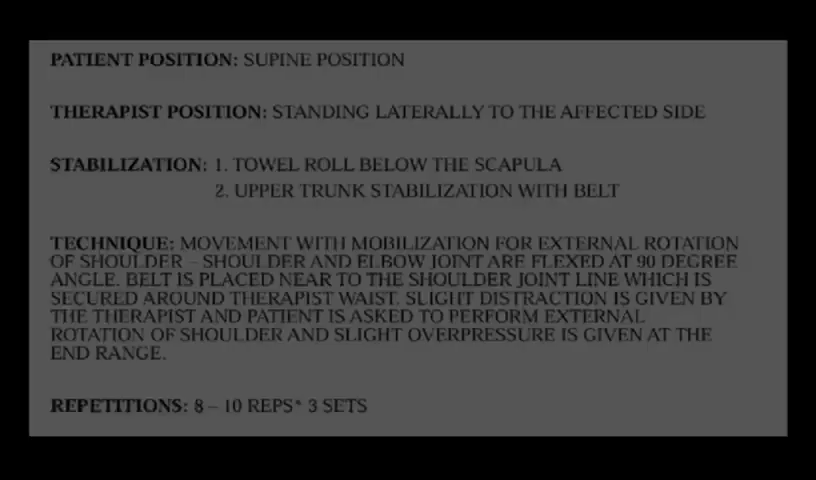 PATIENT POSITION: SUPINE POSITION
THERAPIST POSITION: STANDING LATERALLY TO THE AFFECTED SIDE
STABILIZATION: 1. TOWEL ROLL BELOW THE SCAPULA
2. UPPER TRUNK STABILIZATION WITH BELT
TECHNIQUE: MOVEMENT WITH MOBILIZATION FOR EXTERNAL ROTATION
OF SHOULDER – SHOULDER AND ELBOW JOINT ARE FLEXED AT 90 DEGREE
ANGLE. BELT IS PLACED NEAR TO THE SHOULDER JOINT LINE WHICH IS
SECURED AROUND THERAPIST WAIST. SLIGHT DISTRACTION IS GIVEN BY
THE THERAPIST AND PATIENT IS ASKED TO PERFORM EXTERNAL
ROTATION OF SHOULDER AND SLIGHT OVERPRESSURE IS GIVEN AT THE
END RANGE.
REPETITIONS: 8 – 10 REPS* 3 SETS